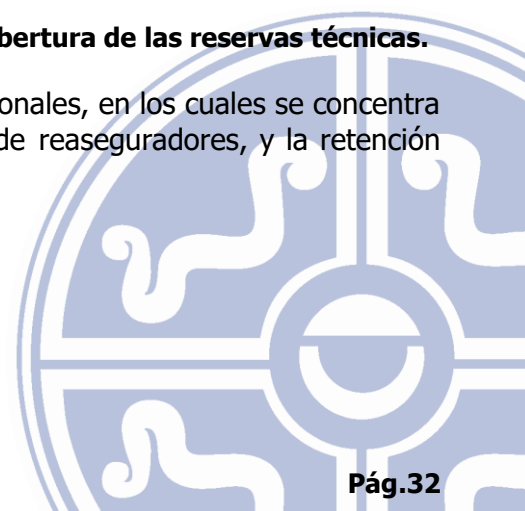 bertura de las reservas técnicas.
onales, en los cuales se concentra
de reaseguradores, y la retención
Pág.32